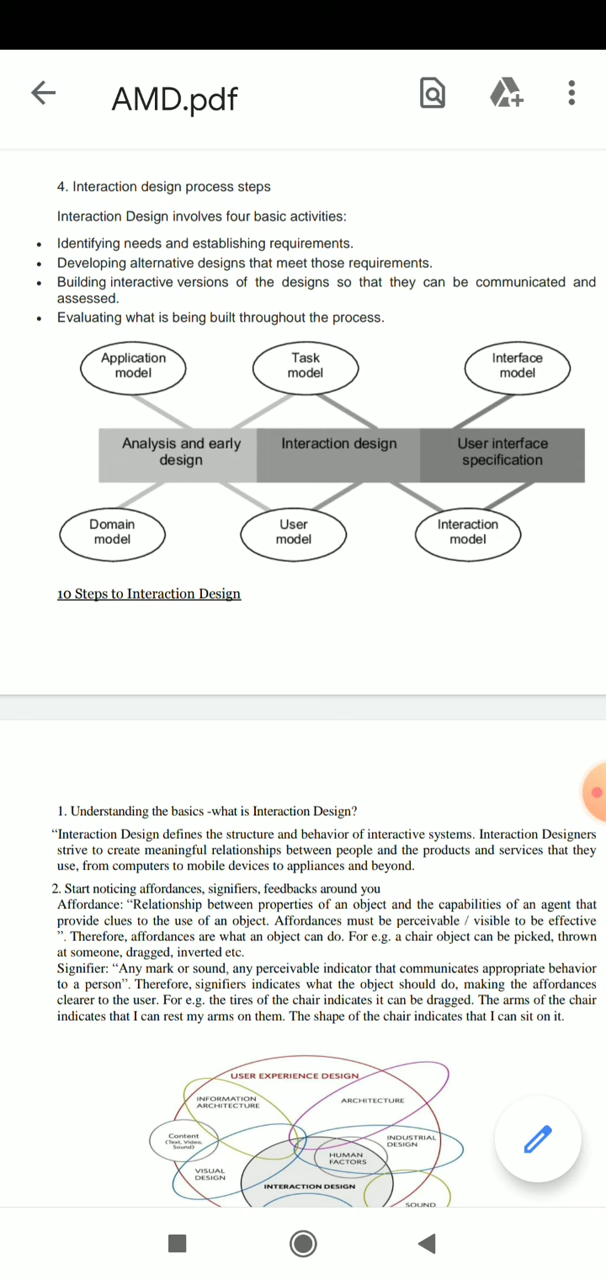 AMD.pdf
4. Interaction design process steps
Interaction Design involves four basic activities:
• Identifying needs and establishing requirements.
• Developing alternative designs that meet those requirements.
• Building interactive versions of the designs so that they can be communicated and
assessed.
• Evaluating what is being built throughout the process.
Application
model
Task
model
Interface
model
Analysis and early
design
Interaction design
User interface
specification
Domain
model
User
model
Interaction
model
10 Steps to Interaction Design
1. Understanding the basics -what is Interaction Design?
“Interaction Design defines the structure and behavior of interactive systems. Interaction Designers
strive to create meaningful relationships between people and the products and services that they
use, from computers to mobile devices to appliances and beyond.
2. Start noticing affordances, signifiers, feedbacks around you
Affordance: “Relationship between properties of an object and the capabilities of an agent that
provide clues to the use of an object. Affordances must be perceivable / visible to be effective
”. Therefore, affordances are what an object can do. For e.g. a chair object can be picked, thrown
at someone, dragged, inverted etc.
Signifier: “Any mark or sound, any perceivable indicator that communicates appropriate behavior
to a person”. Therefore, signifiers indicates what the object should do, making the affordances
clearer to the user. For e.g. the tires of the chair indicates it can be dragged. The arms of the chair
indicates that I can rest my arms on them. The shape of the chair indicates that I can sit on it.
USER EXPERIENCE DESIGN
INFORMATION
ARCHITECTURE
ARCHITECTURE
Content
(Text, Video,
Sound)
INDUSTRIAL
DESIGN
HUMAN
FACTORS
VISUAL
DESIGN
INTERACTION DESIGN
SOUND